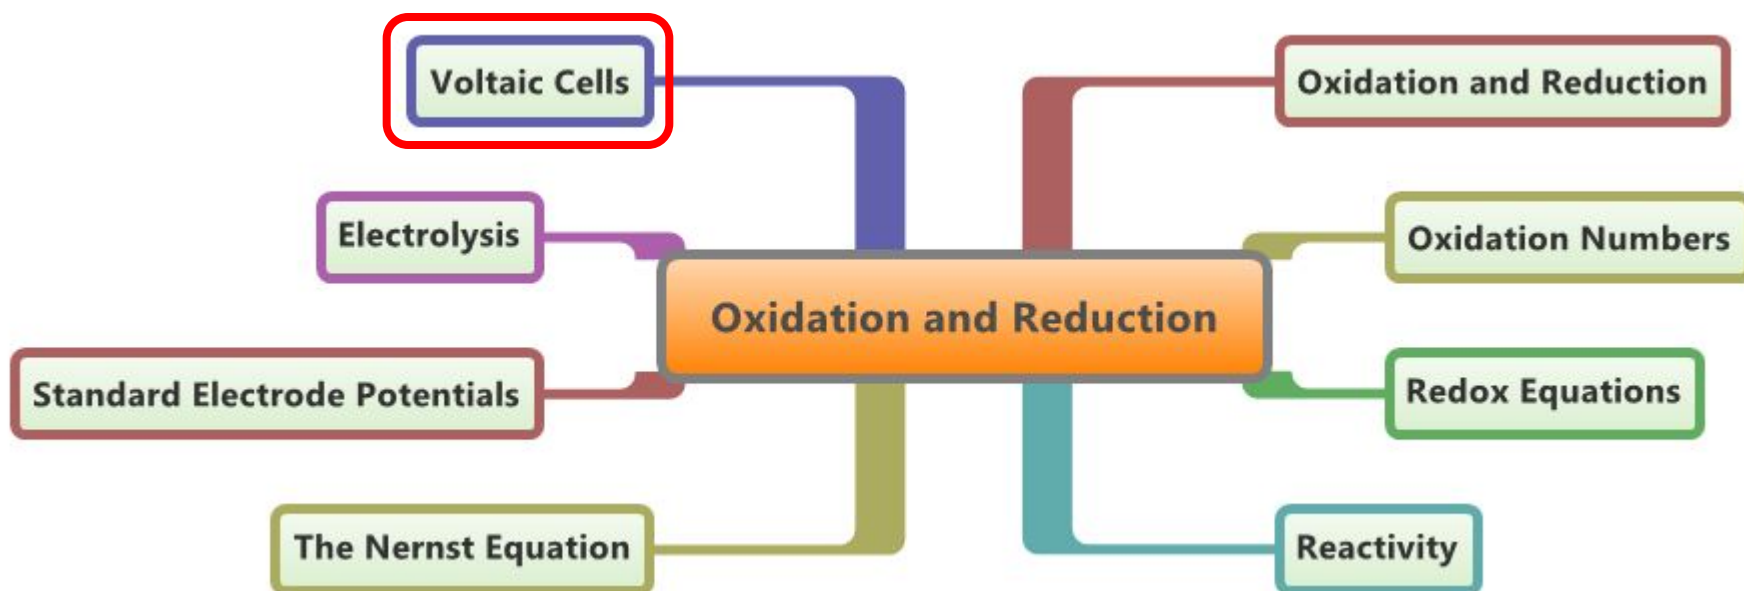 Voltaic Cells
Oxidation and Reduction
Electrolysis
Oxidation Numbers
Oxidation and Reduction
Standard Electrode Potentials
Redox Equations
The Nernst Equation
Reactivity